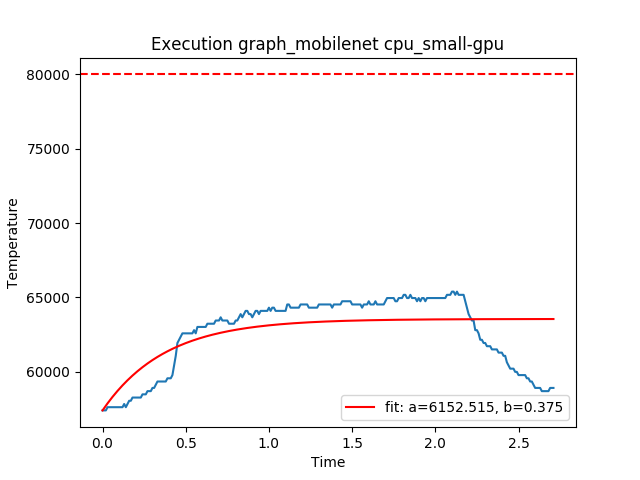 Execution graph_mobilenet cpu_small-gpu
80000
75000
70000
65000
60000
Temperature
fit: a=6152.515, b=0.375
0.0 0.5 1.0 1.5 2.0 2.5
Time